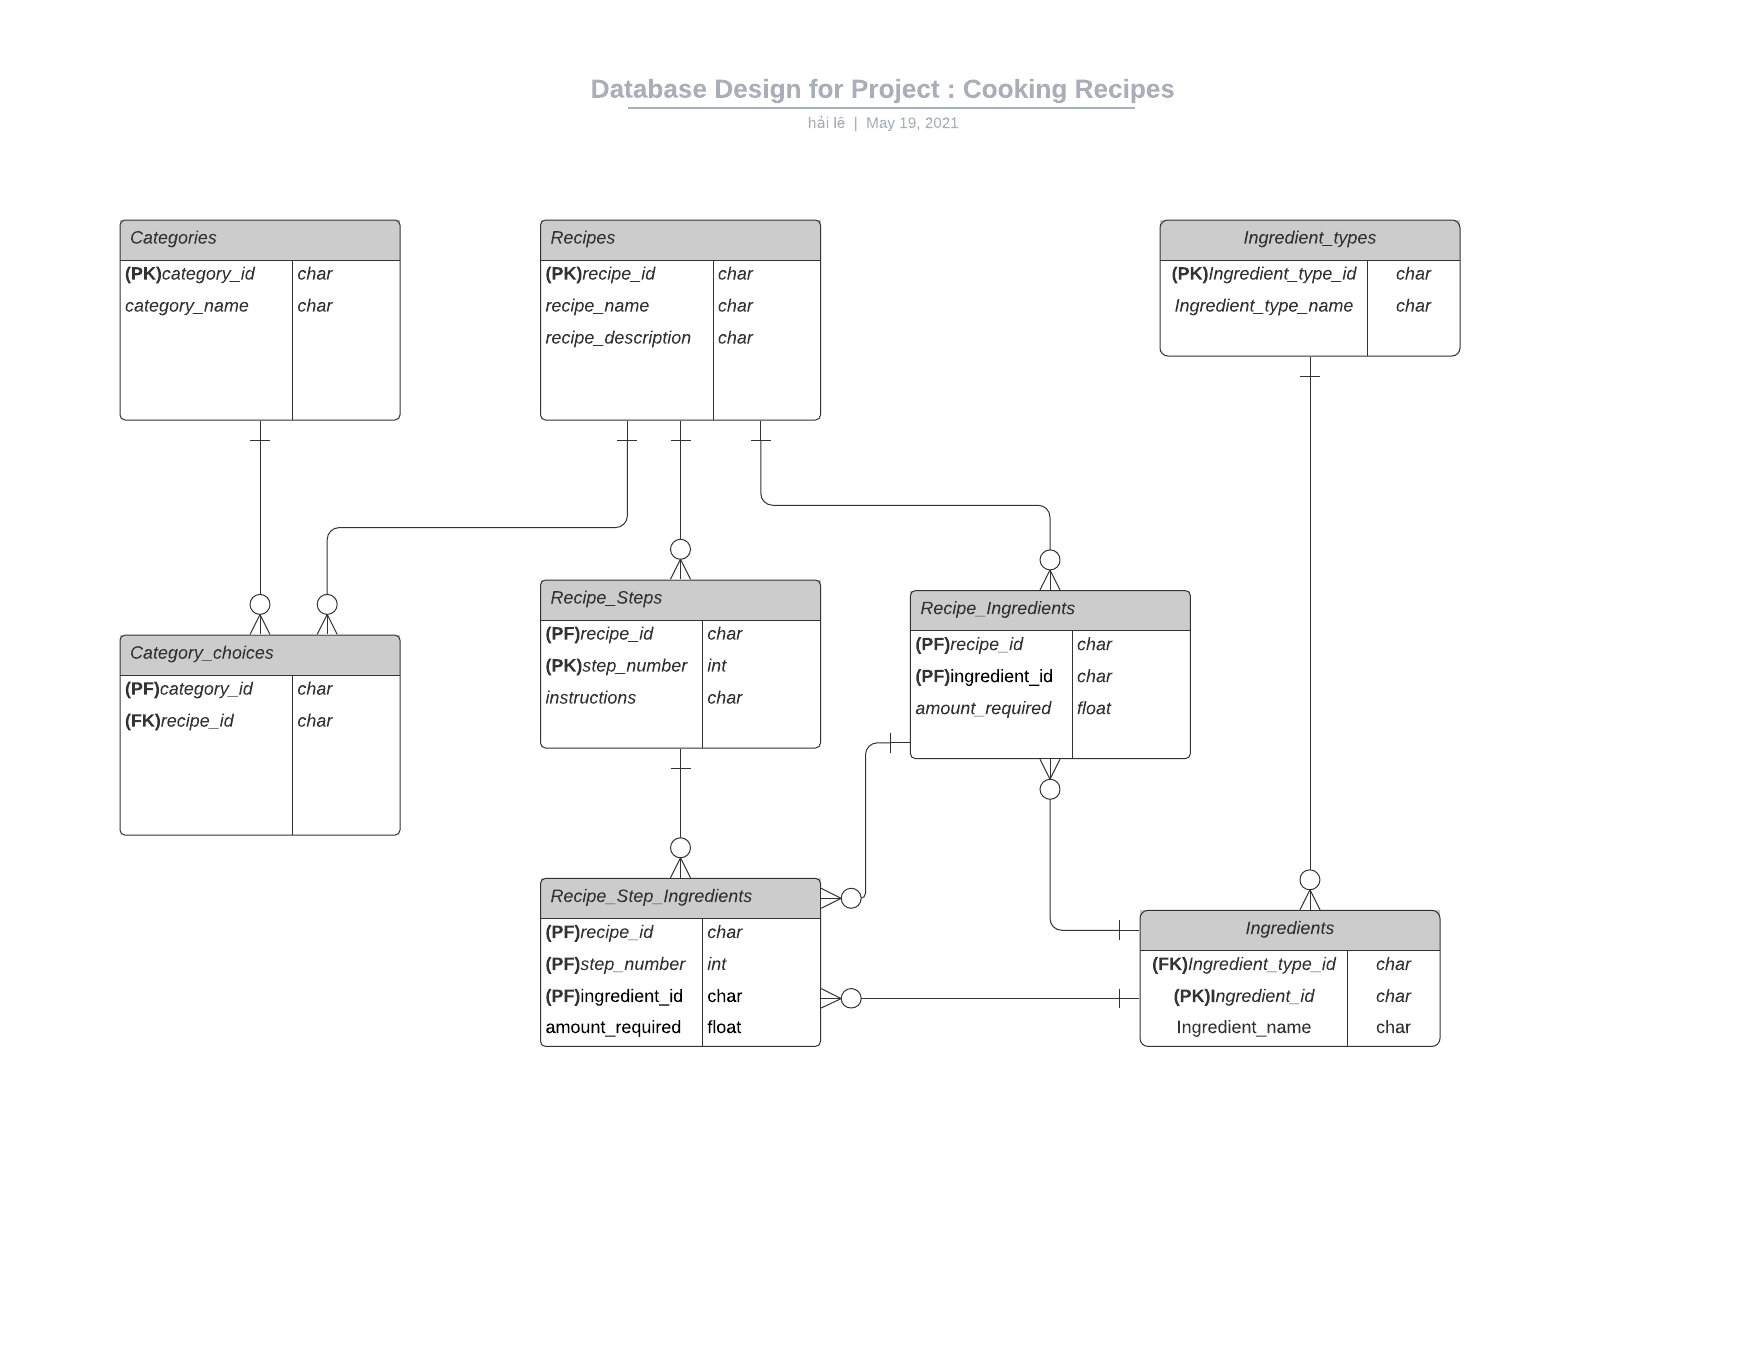 Database Design for Project : Cooking Recipes
hải lê | May 19, 2021
Categories
(PK)category_id char
category_name char
Recipes
(PK)recipe_id char
recipe_name char
recipe_description char
Ingredient_types
(PK)Ingredient_type_id char
Ingredient_type_name char
Category_choices
(PF)category_id char
(FK)recipe_id char
Recipe_Steps
(PF)recipe_id char
(PK)step_number int
instructions char
Recipe_Ingredients
(PF)recipe_id char
(PF)ingredient_id char
amount_required float
Recipe_Step_Ingredients
(PF)recipe_id char
(PF)step_number int
(PF)ingredient_id char
amount_required float
Ingredients
(FK)Ingredient_type_id char
(PK)Ingredient_id char
Ingredient_name char